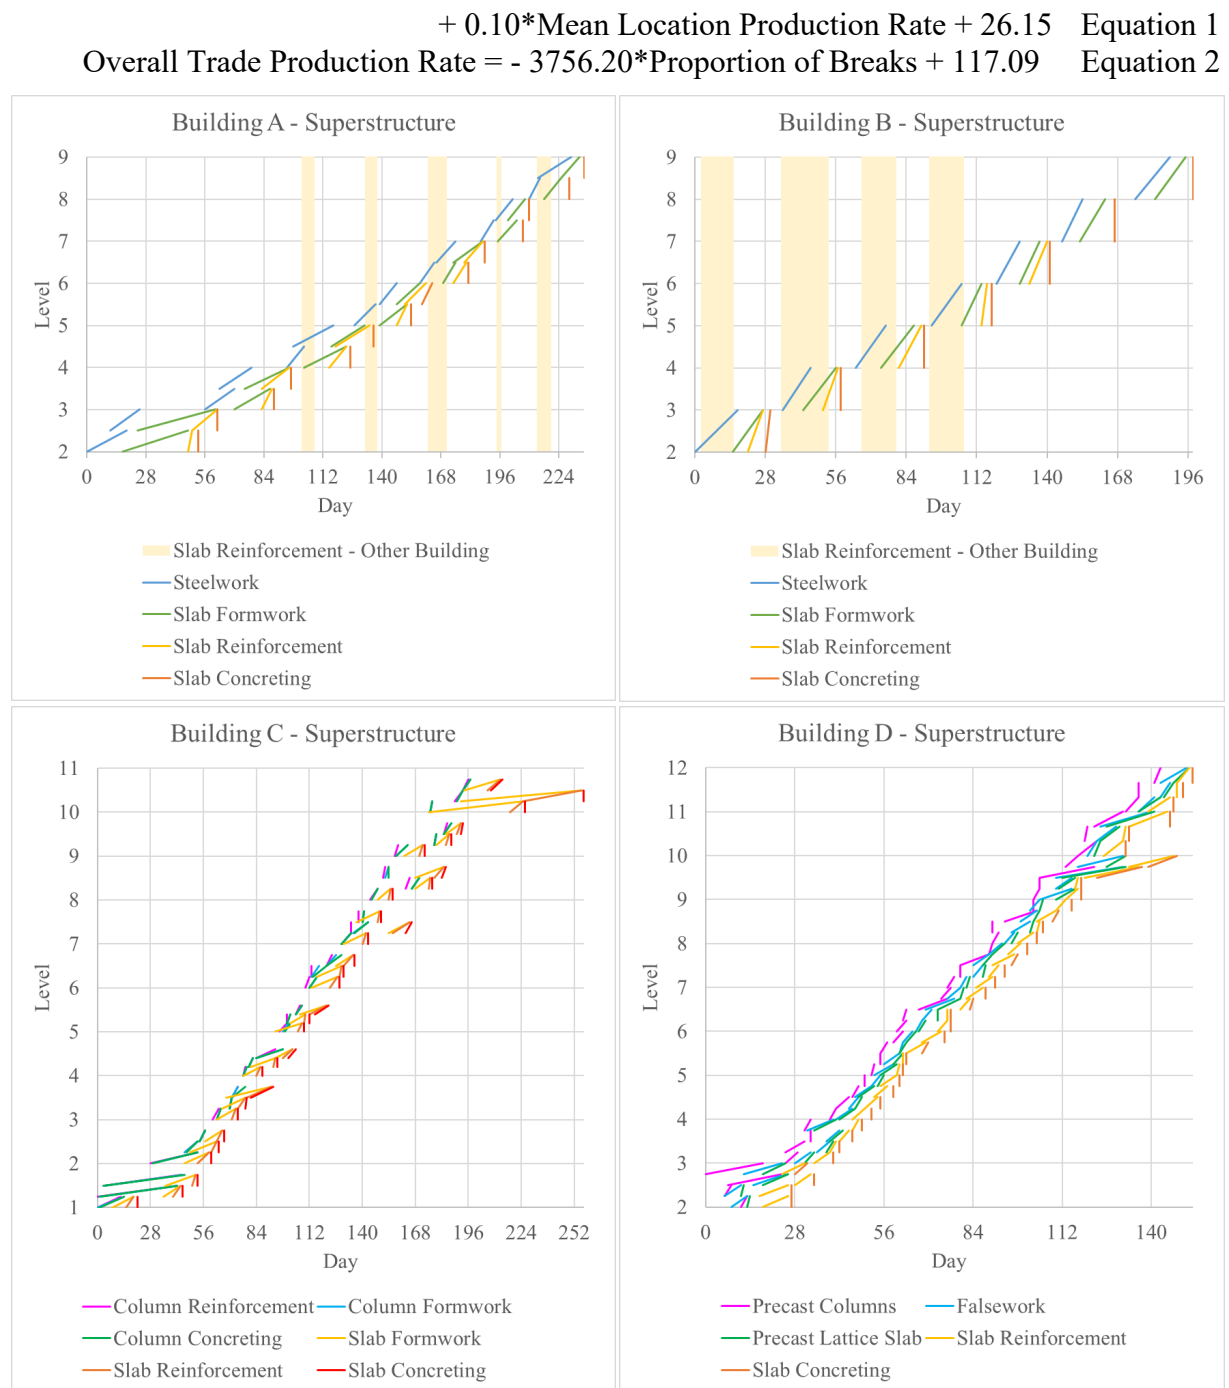 + 0.10*Mean Location Production Rate + 26.15 Equation 1
Overall Trade Production Rate = - 3756.20*Proportion of Breaks + 117.09 Equation 2
Building A - Superstructure
9
8
7
6
5
4
3
2
Level
0 28 56 84 112 140 168 196 224
Day
Slab Reinforcement - Other Building
Steelwork
Slab Formwork
Slab Reinforcement
Slab Concreting
Building B - Superstructure
9
8
7
6
5
4
3
2
Level
0 28 56 84 112 140 168 196
Day
Slab Reinforcement - Other Building
Steelwork
Slab Formwork
Slab Reinforcement
Slab Concreting
Building C - Superstructure
11
10
9
8
7
6
5
4
3
2
1
Level
0 28 56 84 112 140 168 196 224 252
Day
Column Reinforcement Column Formwork
Column Concreting Slab Formwork
Slab Reinforcement Slab Concreting
Building D - Superstructure
12
11
10
9
8
7
6
5
4
3
2
Level
0 28 56 84 112 140
Day
Precast Columns Falsework
Precast Lattice Slab Slab Reinforcement
Slab Concreting